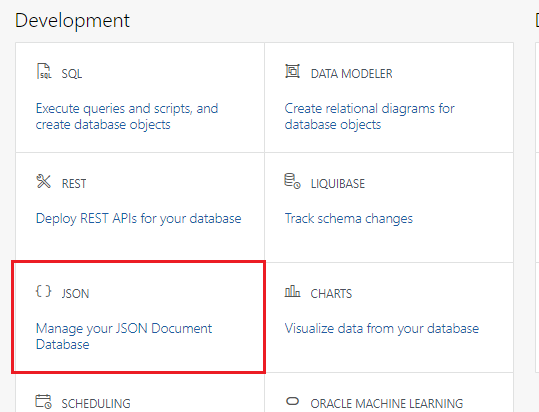 Development
SQL
DATA MODELER
Execute queries and scripts, and
create database objects
Create relational diagrams for
database objects
REST
LIQUIBASE
Deploy REST APIs for your database
Track schema changes
{ } JSON
CHARTS
Manage your JSON Document
Database
Visualize data from your database
SCHEDULING
ORACLE MACHINE LEARNING